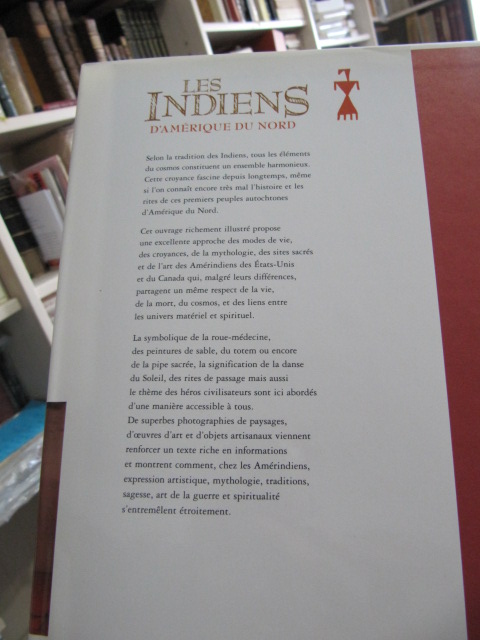 LES
INDIENS
D'AMÉRIQUE DU NORD
Selon la tradition des Indiens, tous les éléments
du cosmos constituent un ensemble harmonieux.
Cette croyance fascine depuis longtemps, même
si l'on connaît encore très mal l'histoire et les
rites de ces premiers peuples autochtones
d'Amérique du Nord.
Cet ouvrage richement illustré propose
une excellente approche des modes de vie,
des croyances, de la mythologie, des sites sacrés
et de l'art des Amérindiens des États-Unis
et du Canada qui, malgré leurs différences,
partagent un même respect de la vie,
de la mort, du cosmos, et des liens entre
les univers matériel et spirituel.
La symbolique de la roue-médecine,
des peintures de sable, du totem ou encore
de la pipe sacrée, la signification de la danse
du Soleil, des rites de passage mais aussi
le thème des héros civilisateurs sont ici abordés
d'une manière accessible à tous.
De superbes photographies de paysages,
d'œuvres d'art et d'objets artisanaux viennent
renforcer un texte riche en informations
et montrent comment, chez les Amérindiens,
expression artistique, mythologie, traditions,
sagesse, art de la guerre et spiritualité
s'entremêlent étroitement.